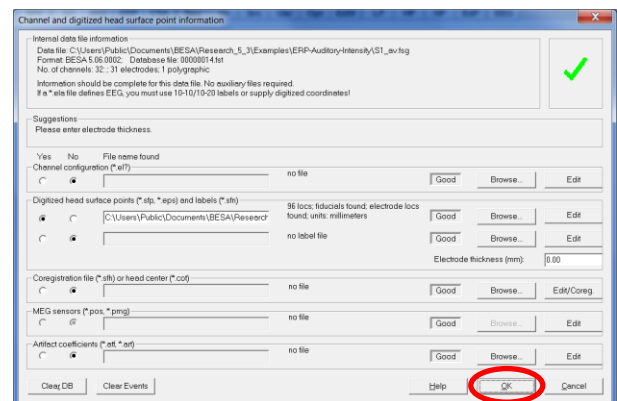 Channel and digitized head surface point information
Internal data file information
Data file: C:\Users\Public\Documents\BESA\Research_5_3\Examples\ERP-Auditory-Intensity\S1_av.fsg
Format: BESA 5.06.0002; Database file: 00000014.fst
No. of channels: 32: ; 31 electrodes; 1 polygraphic
Information should be complete for this data file. No auxiliary files required.
If a *.ela file defines EEG, you must use 10-10/10-20 labels or supply digitized coordinates!
Suggestions
Please enter electrode thickness.
Yes No File name found
Channel configuration (*.el?)
no file Good Browse... Edit
Digitized head surface points (*.sfp, *.eps) and labels (*.sfn)
C:\Users\Public\Documents\BESA\Research 96 locs; fiducials found; electrode locs found; units: millimeters Good Browse... Edit
no label file Good Browse... Edit
Electrode thickness (mm): 0.00
Coregistration file (*.sfh) or head center (*.cot)
no file Good Browse... Edit/Coreg.
MEG sensors (*.pos, *.pmg)
no file Good Browse... Edit
Artifact coefficients (*.atf, *.art)
no file Good Browse... Edit
Clear DB Clear Events Help OK Cancel